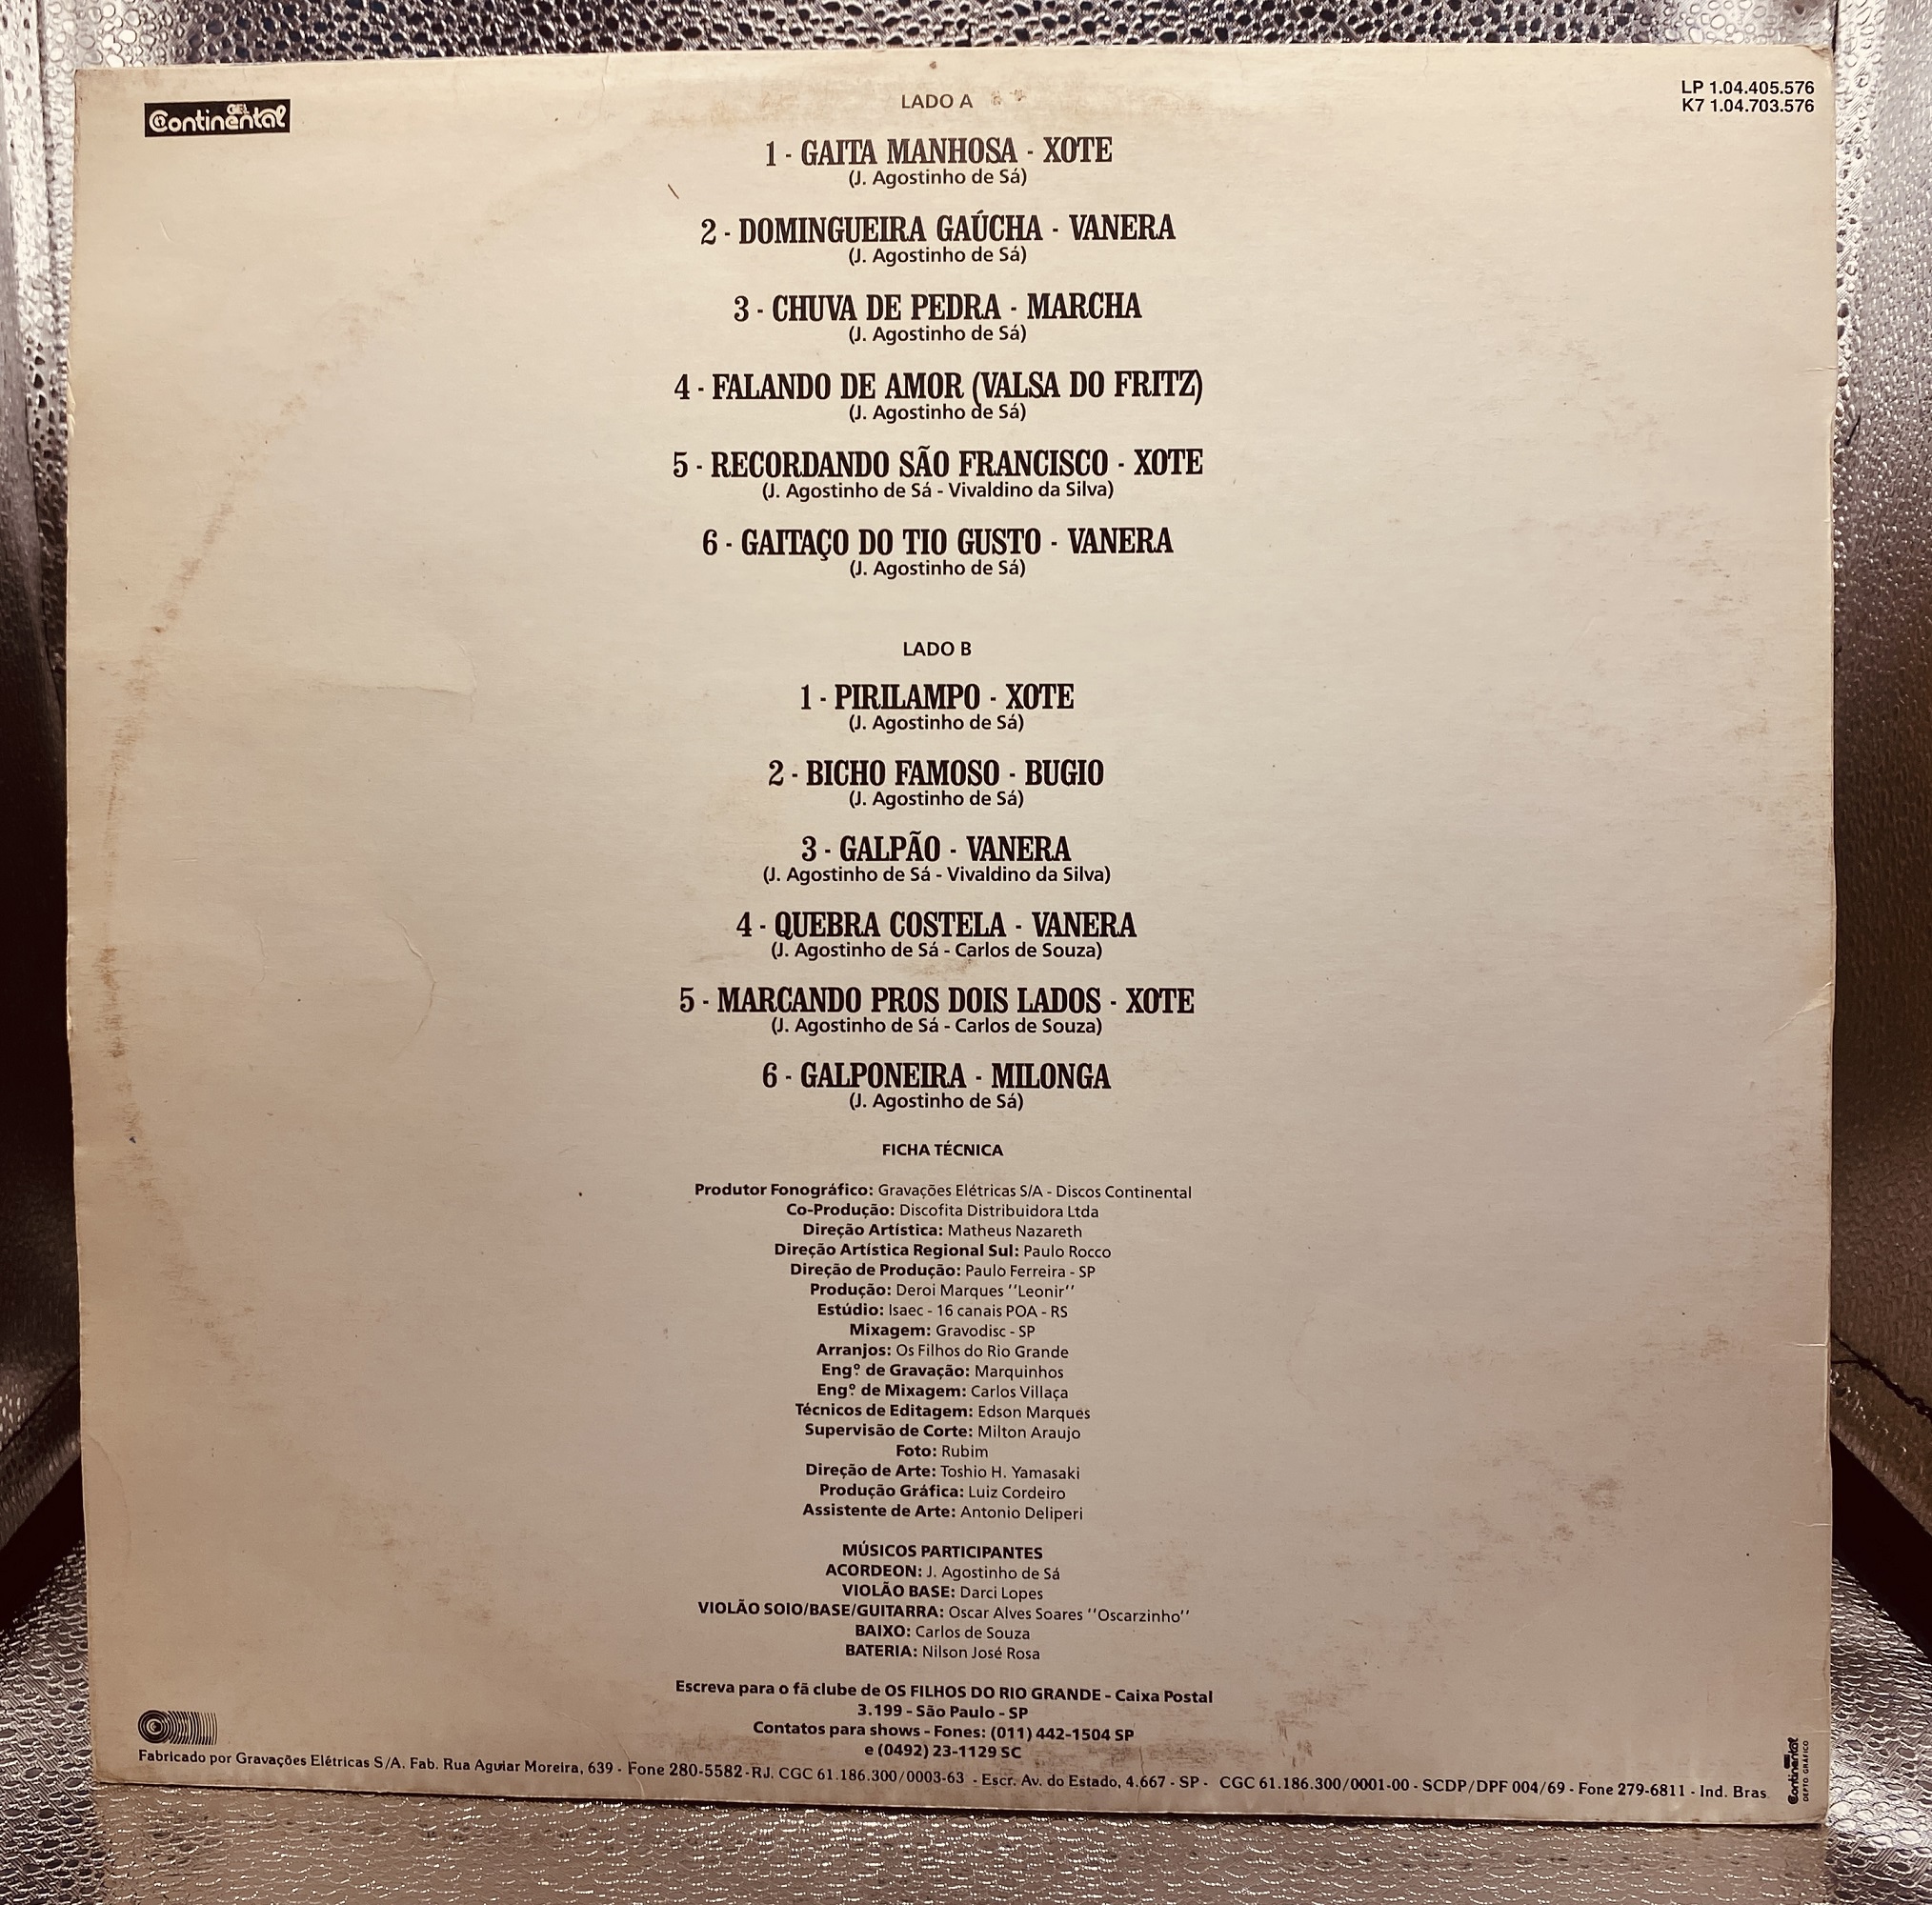 GEL
Continental
LP 1.04.405.576
K7 1.04.703.576
LADO A
1 - GAITA MANHOSA - XOTE
(J. Agostinho de Sá)
2 - DOMINGUEIRA GAÚCHA - VANERA
(J. Agostinho de Sá)
3 - CHUVA DE PEDRA - MARCHA
(J. Agostinho de Sá)
4 - FALANDO DE AMOR (VALSA DO FRITZ)
(J. Agostinho de Sá)
5 - RECORDANDO SÃO FRANCISCO - XOTE
(J. Agostinho de Sá - Vivaldino da Silva)
6 - GAITAÇO DO TIO GUSTO - VANERA
(J. Agostinho de Sá)
LADO B
1 - PIRILAMPO - XOTE
(J. Agostinho de Sá)
2 - BICHO FAMOSO - BUGIO
(J. Agostinho de Sá)
3 - GALPÃO - VANERA
(J. Agostinho de Sá - Vivaldino da Silva)
4 - QUEBRA COSTELA - VANERA
(J. Agostinho de Sá - Carlos de Souza)
5 - MARCANDO PROS DOIS LADOS - XOTE
(J. Agostinho de Sá - Carlos de Souza)
6 - GALPONEIRA - MILONGA
(J. Agostinho de Sá)
FICHA TÉCNICA
Produtor Fonográfico: Gravações Elétricas S/A - Discos Continental
Co-Produção: Discofita Distribuidora Ltda
Direção Artística: Matheus Nazareth
Direção Artística Regional Sul: Paulo Rocco
Direção de Produção: Paulo Ferreira - SP
Produção: Deroi Marques ''Leonir''
Estúdio: Isaec - 16 canais POA - RS
Mixagem: Gravodisc - SP
Arranjos: Os Filhos do Rio Grande
Engº de Gravação: Marquinhos
Engº de Mixagem: Carlos Villaça
Técnicos de Editagem: Edson Marques
Supervisão de Corte: Milton Araujo
Foto: Rubim
Direção de Arte: Toshio H. Yamasaki
Produção Gráfica: Luiz Cordeiro
Assistente de Arte: Antonio Deliperi
MÚSICOS PARTICIPANTES
ACORDEON: J. Agostinho de Sá
VIOLÃO BASE: Darci Lopes
VIOLÃO SOlO/BASE/GUITARRA: Oscar Alves Soares ''Oscarzinho''
BAIXO: Carlos de Souza
BATERIA: Nilson José Rosa
Escreva para o fã clube de OS FILHOS DO RIO GRANDE - Caixa Postal
3.199 - São Paulo - SP
Contatos para shows - Fones: (011) 442-1504 SP
e (0492) 23-1129 SC
Fabricado por Gravações Elétricas S/A. Fab. Rua Aguiar Moreira, 639 - Fone 280-5582 - RJ. CGC 61.186.300/0003-63 - Escr. Av. do Estado, 4.667 - SP - CGC 61.186.300/0001-00 - SCDP/DPF 004/69 - Fone 279-6811 - Ind. Bras.
Continental
DEPTO GRÁFICO